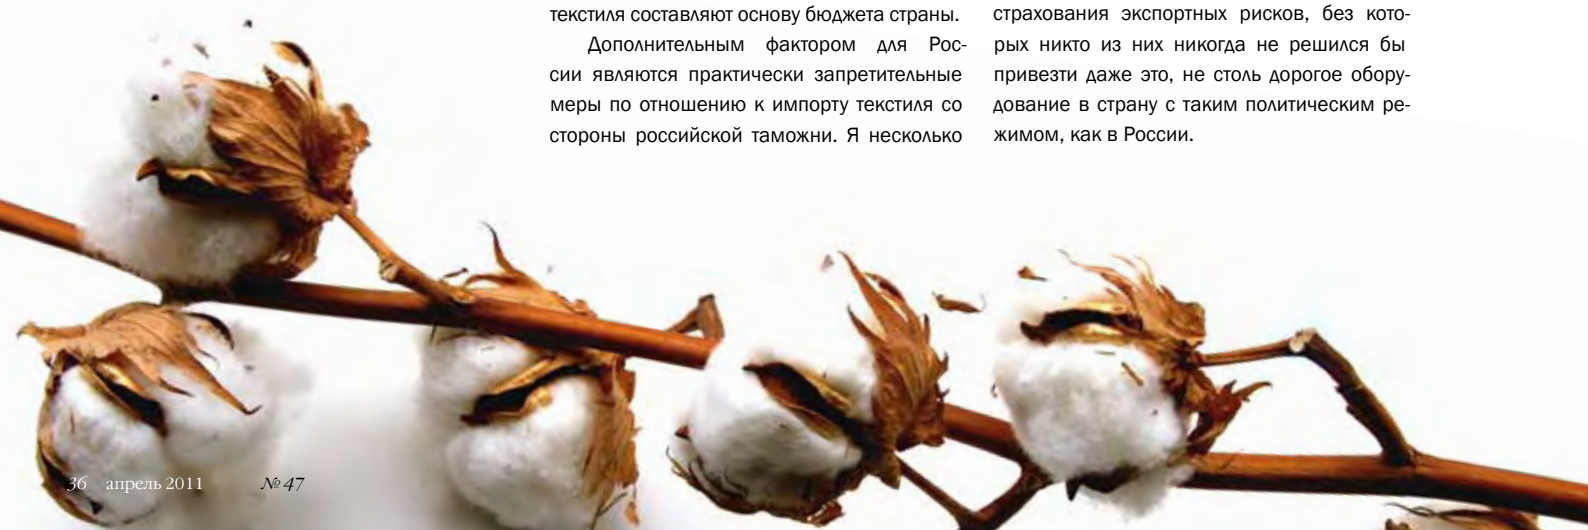 текстиля составляют основу бюджета страны.
Дополнительным фактором для Рос-
сии являются практически запретительные
меры по отношению к импорту текстиля со
стороны российской таможни. Я несколько
страхования экспортных рисков, без кото-
рых никто из них никогда не решился бы
привезти даже это, не столь дорогое обору-
дование в страну с таким политическим ре-
жимом, как в России.
36 апрель 2011 № 47